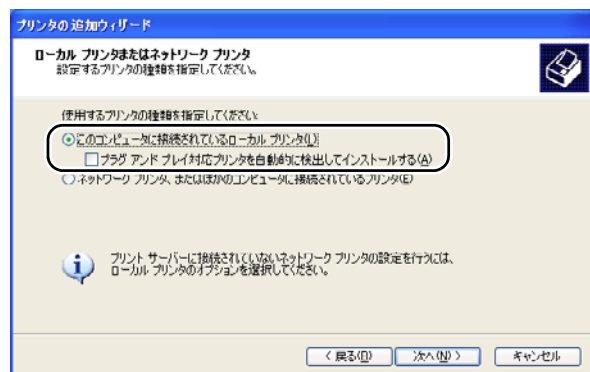 プリンタの追加ウィザード
ローカル プリンタまたはネットワーク プリンタ
設定するプリンタの種類を指定してください。
使用するプリンタの種類を指定してください:
このコンピュータに接続されているローカル プリンタ(L)
プラグ アンド プレイ対応プリンタを自動的に検出してインストールする(A)
ネットワーク プリンタ、またはほかのコンピュータに接続されているプリンタ(E)
プリント サーバーに接続されていないネットワーク プリンタの設定を行うには、
ローカル プリンタのオプションを選択してください。
< 戻る(B)
次へ(N) >
キャンセル